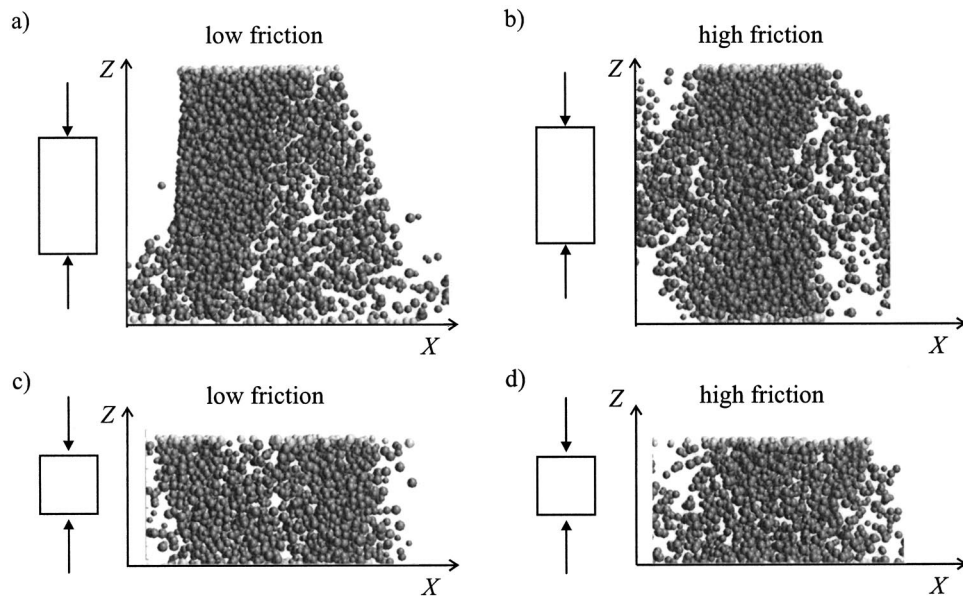 a)
low friction
Z
X
b)
high friction
Z
X
c)
low friction
Z
X
d)
high friction
Z
X